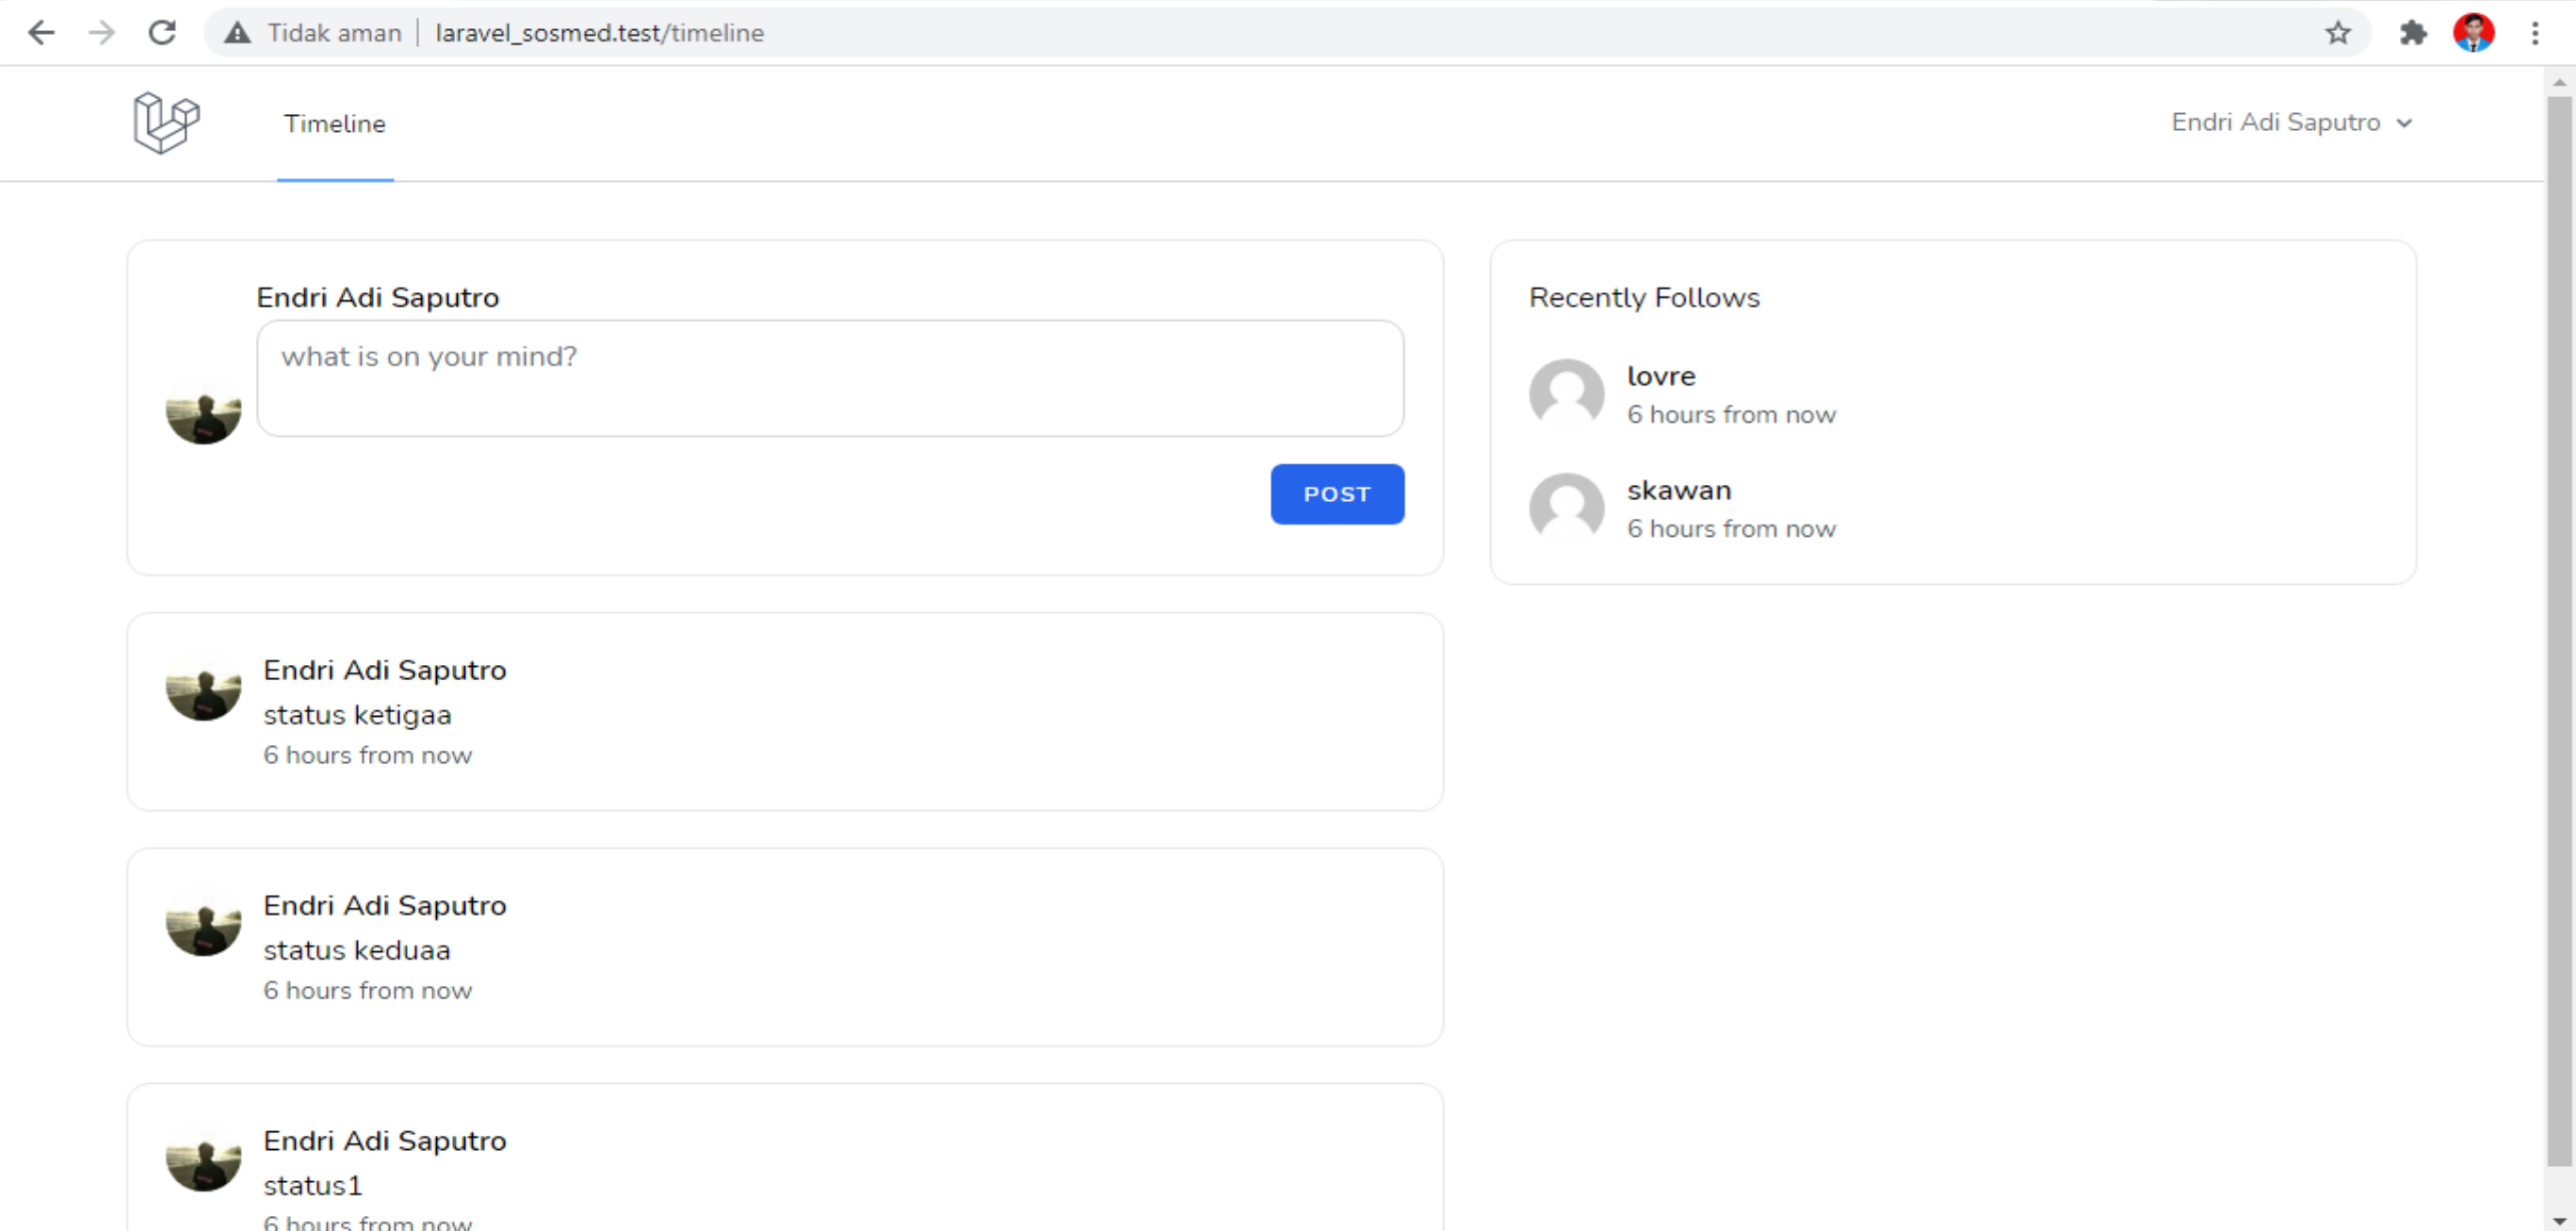 Tidak aman | laravel_sosmed.test/timeline
Timeline
Endri Adi Saputro
Endri Adi Saputro
what is on your mind?
POST
Endri Adi Saputro
status ketigaa
6 hours from now
Endri Adi Saputro
status keduaa
6 hours from now
Endri Adi Saputro
status1
6 hours from now
Recently Follows
lovre
6 hours from now
skawan
6 hours from now